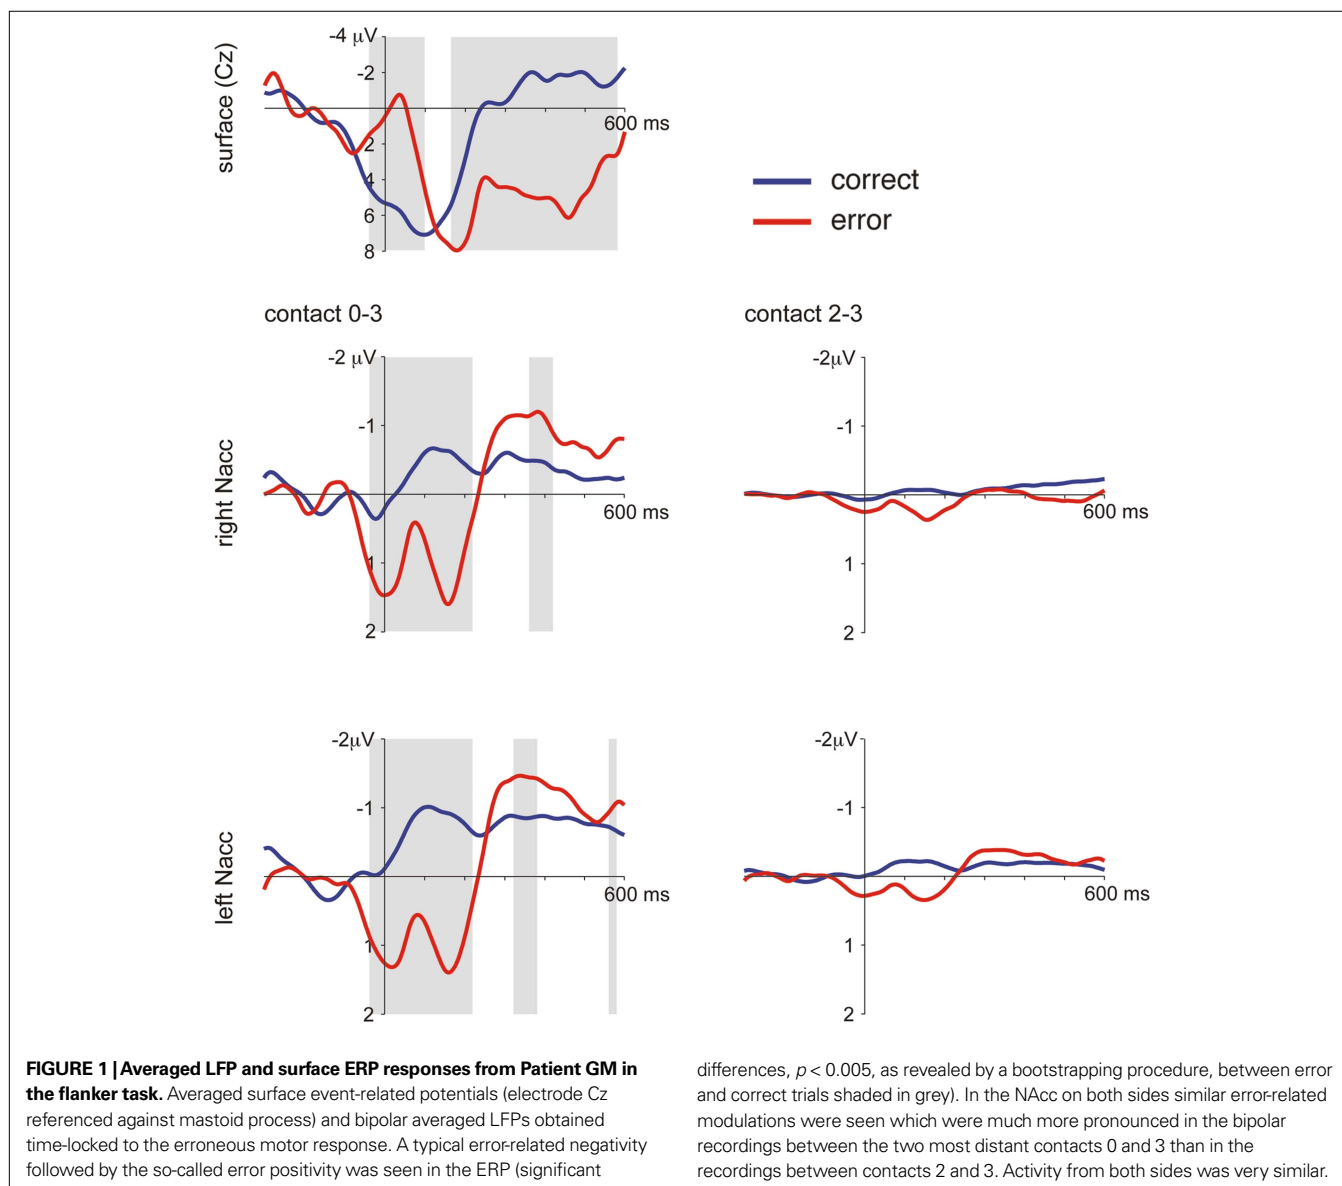 -4 µV
surface (Cz)
-2
600 ms
2
4
6
8
correct
error
contact 0-3
contact 2-3
-2 µV
right Nacc
-1
600 ms
1
2
-2µV
-1
600 ms
1
2
-2µV
left Nacc
-1
600 ms
1
2
-2µV
-1
600 ms
1
2
FIGURE 1 | Averaged LFP and surface ERP responses from Patient GM in
the flanker task. Averaged surface event-related potentials (electrode Cz
referenced against mastoid process) and bipolar averaged LFPs obtained
time-locked to the erroneous motor response. A typical error-related negativity
followed by the so-called error positivity was seen in the ERP (significant
differences, p < 0.005, as revealed by a bootstrapping procedure, between error
and correct trials shaded in grey). In the NAcc on both sides similar error-related
modulations were seen which were much more pronounced in the bipolar
recordings between the two most distant contacts 0 and 3 than in the
recordings between contacts 2 and 3. Activity from both sides was very similar.